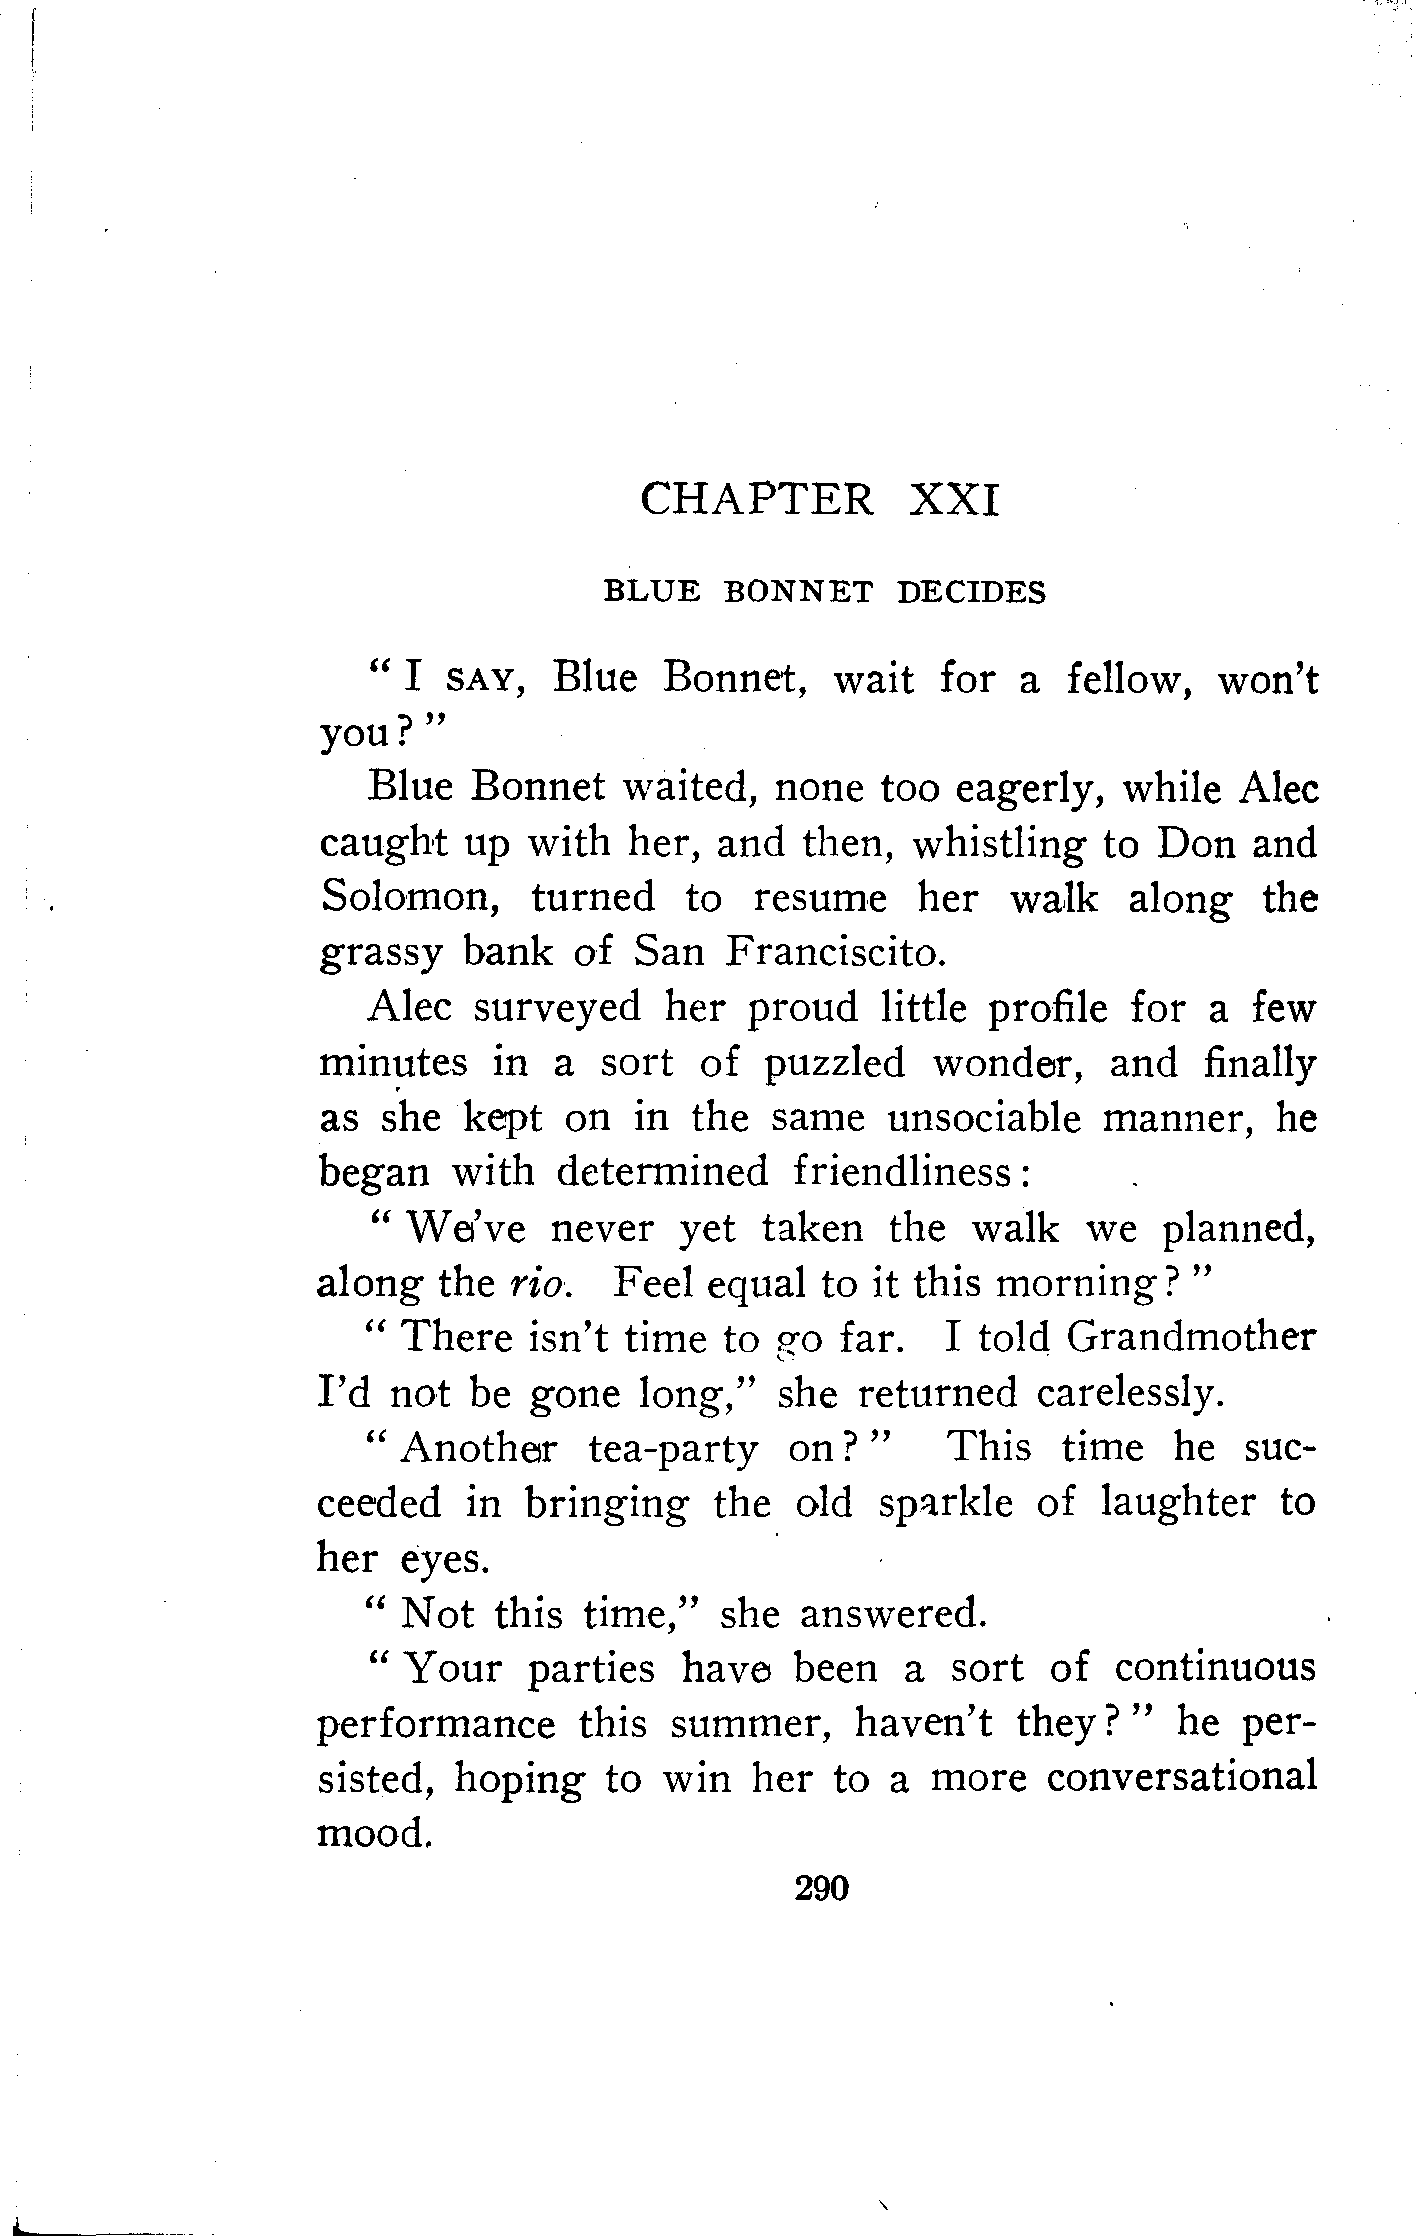 CHAPTER XXI
BLUE BONNET DECIDES
“ I SAY, Blue Bonnet, wait for a fellow, won't
you? ”
Blue Bonnet waited, none too eagerly, while Alec
caught up with her, and then, whistling to Don and
Solomon, turned to resume her walk along the
grassy bank of San Franciscito.
Alec surveyed her proud little profile for a few
minutes in a sort of puzzled wonder, and finally
as she kept on in the same unsociable manner, he
began with determined friendliness:
“ We've never yet taken the walk we planned,
along the rio. Feel equal to it this morning? ”
“ There isn't time to go far. I told Grandmother
I'd not be gone long,” she returned carelessly.
“ Another tea-party on? ” This time he suc-
ceeded in bringing the old sparkle of laughter to
her eyes.
“ Not this time,” she answered.
“ Your parties have been a sort of continuous
performance this summer, haven't they? ” he per-
sisted, hoping to win her to a more conversational
mood.
290